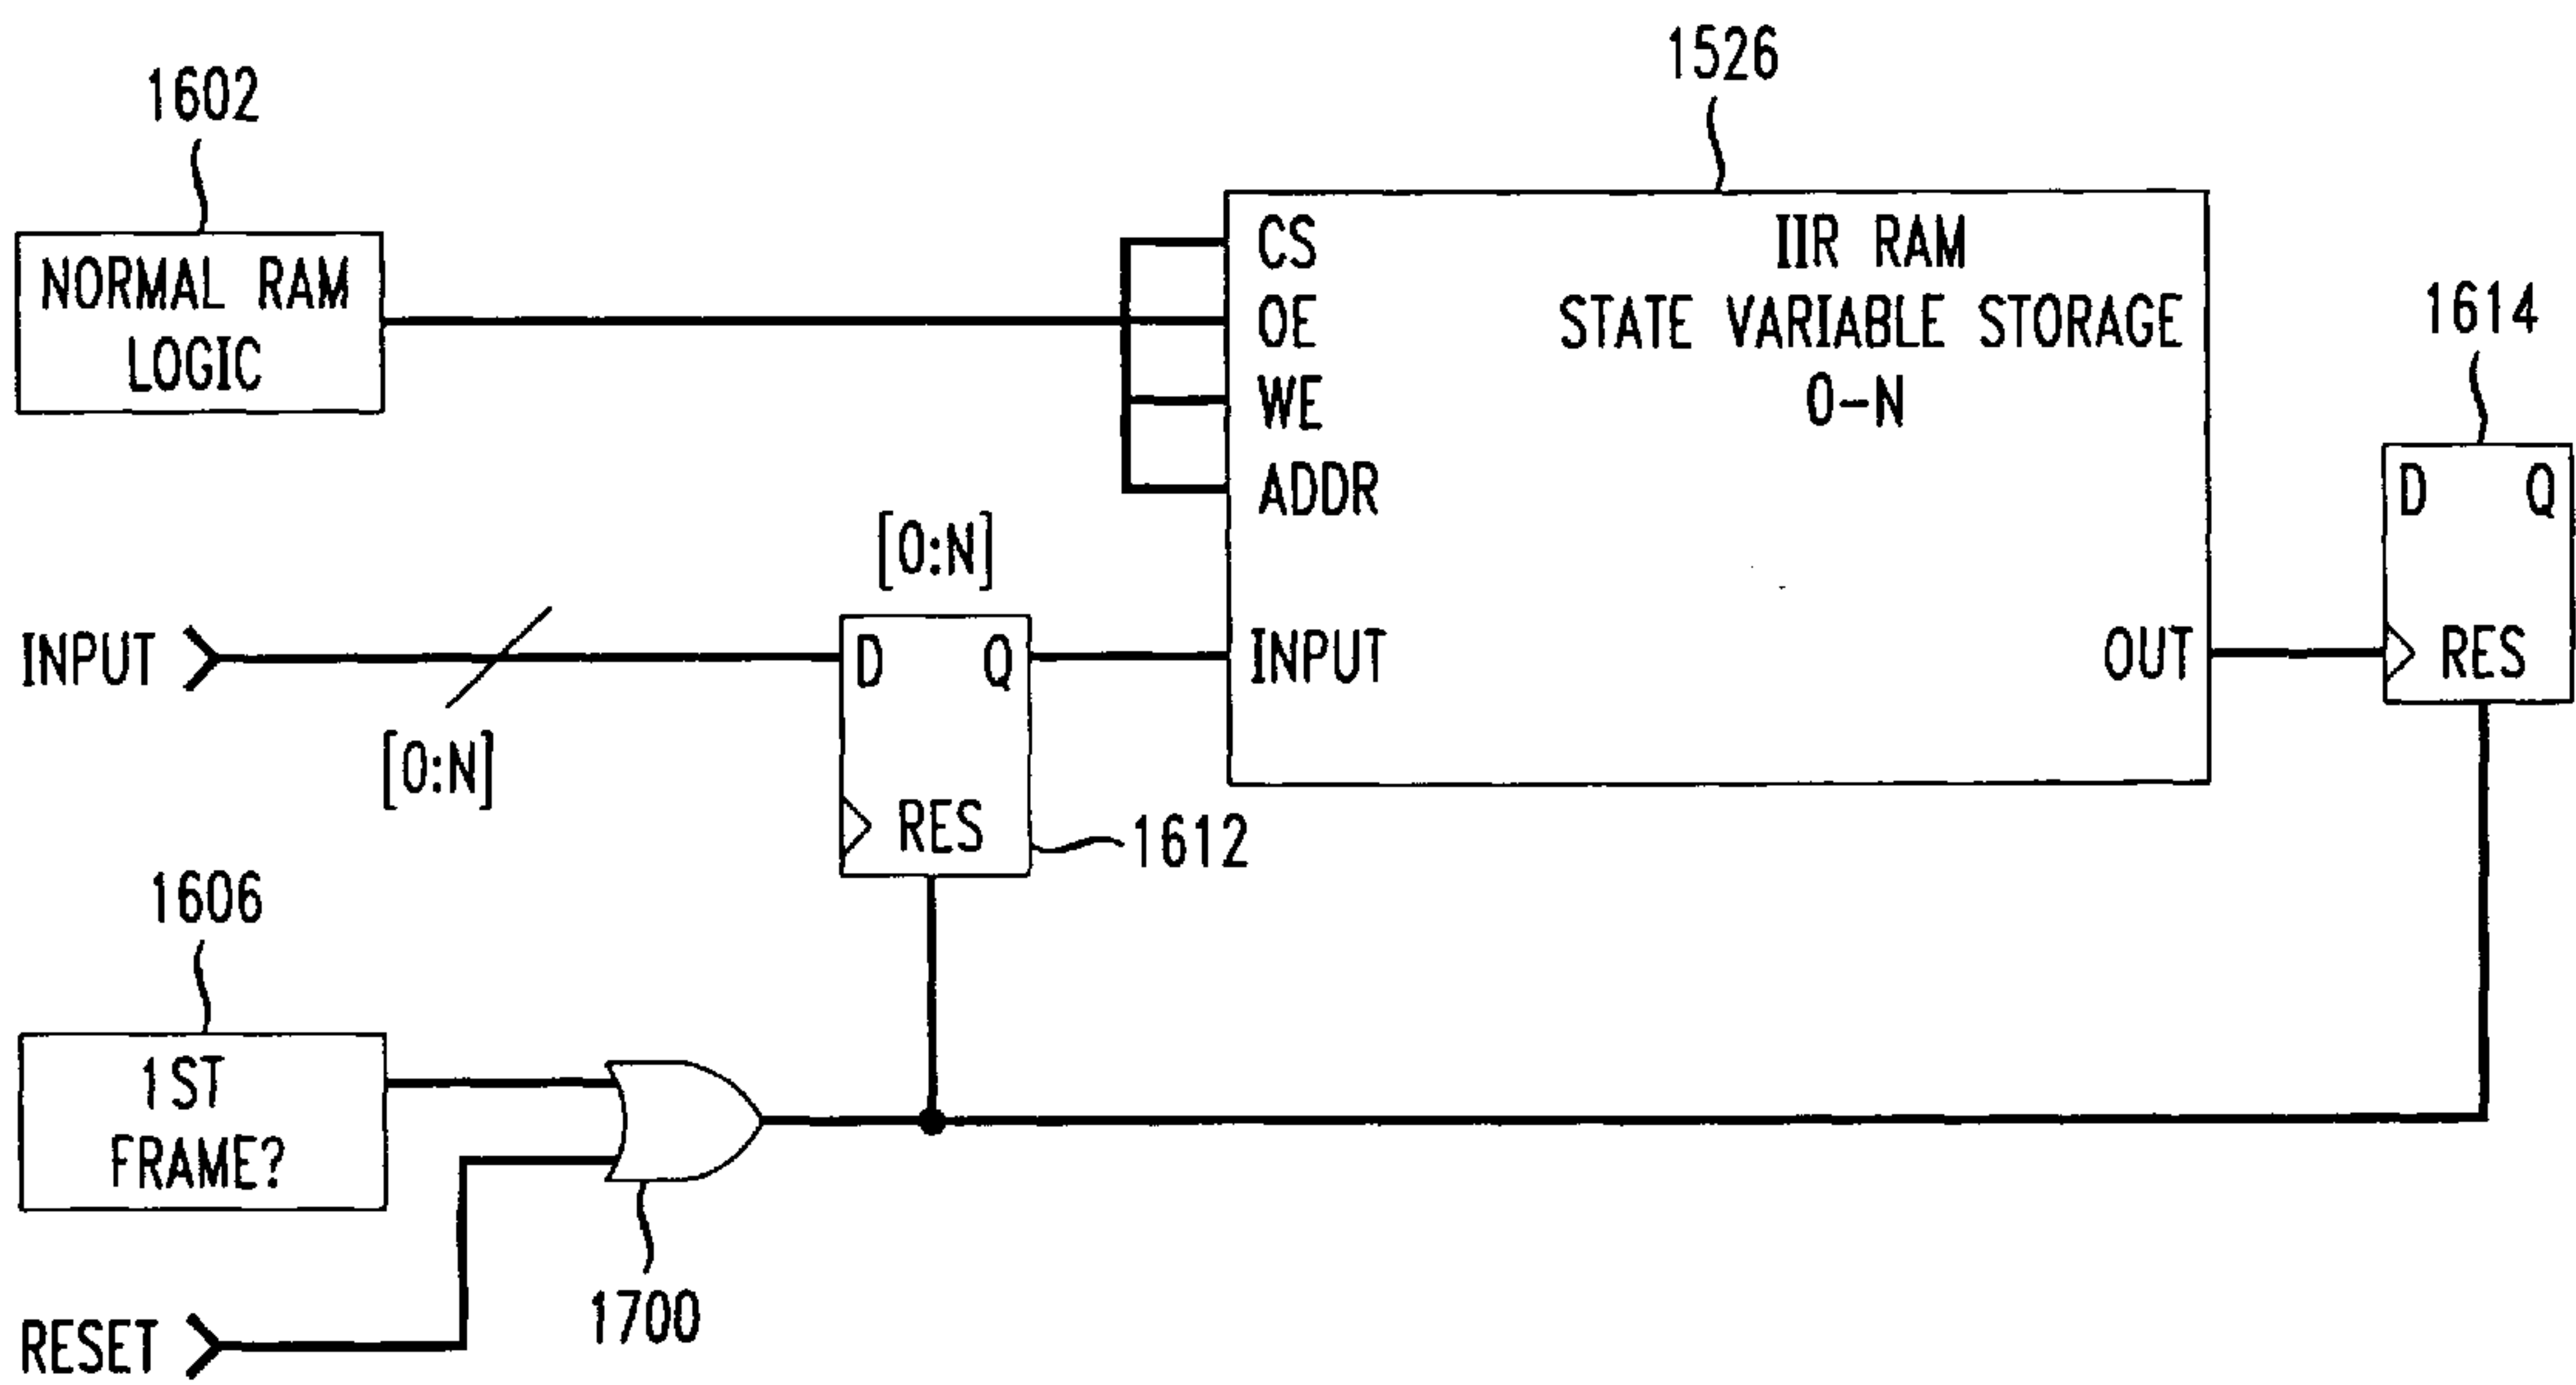 1526
1602
NORMAL RAM
LOGIC
CS
OE
WE
ADDR
INPUT
IIR RAM
STATE VARIABLE STORAGE
0-N
OUT
1614
D Q
RES
[0:N]
INPUT
[0:N]
D Q
RES
1612
1606
1ST
FRAME?
1700
RESET